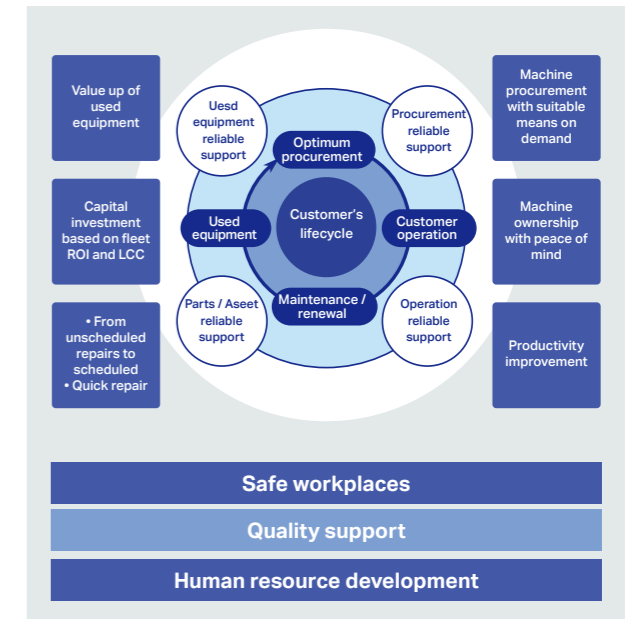 Value up of
used
equipment
Capital
investment
based on fleet
ROI and LCC
• From
unscheduled
repairs to
scheduled
• Quick repair
Uesd
equipment
reliable
support
Procurement
reliable
support
Optimum
procurement
Used
equipment
Customer's
lifecycle
Customer
operation
Maintenance /
renewal
Parts / Aseet
reliable
support
Operation
reliable
support
Machine
procurement
with suitable
means on
demand
Machine
ownership
with peace of
mind
Productivity
improvement
Safe workplaces
Quality support
Human resource development